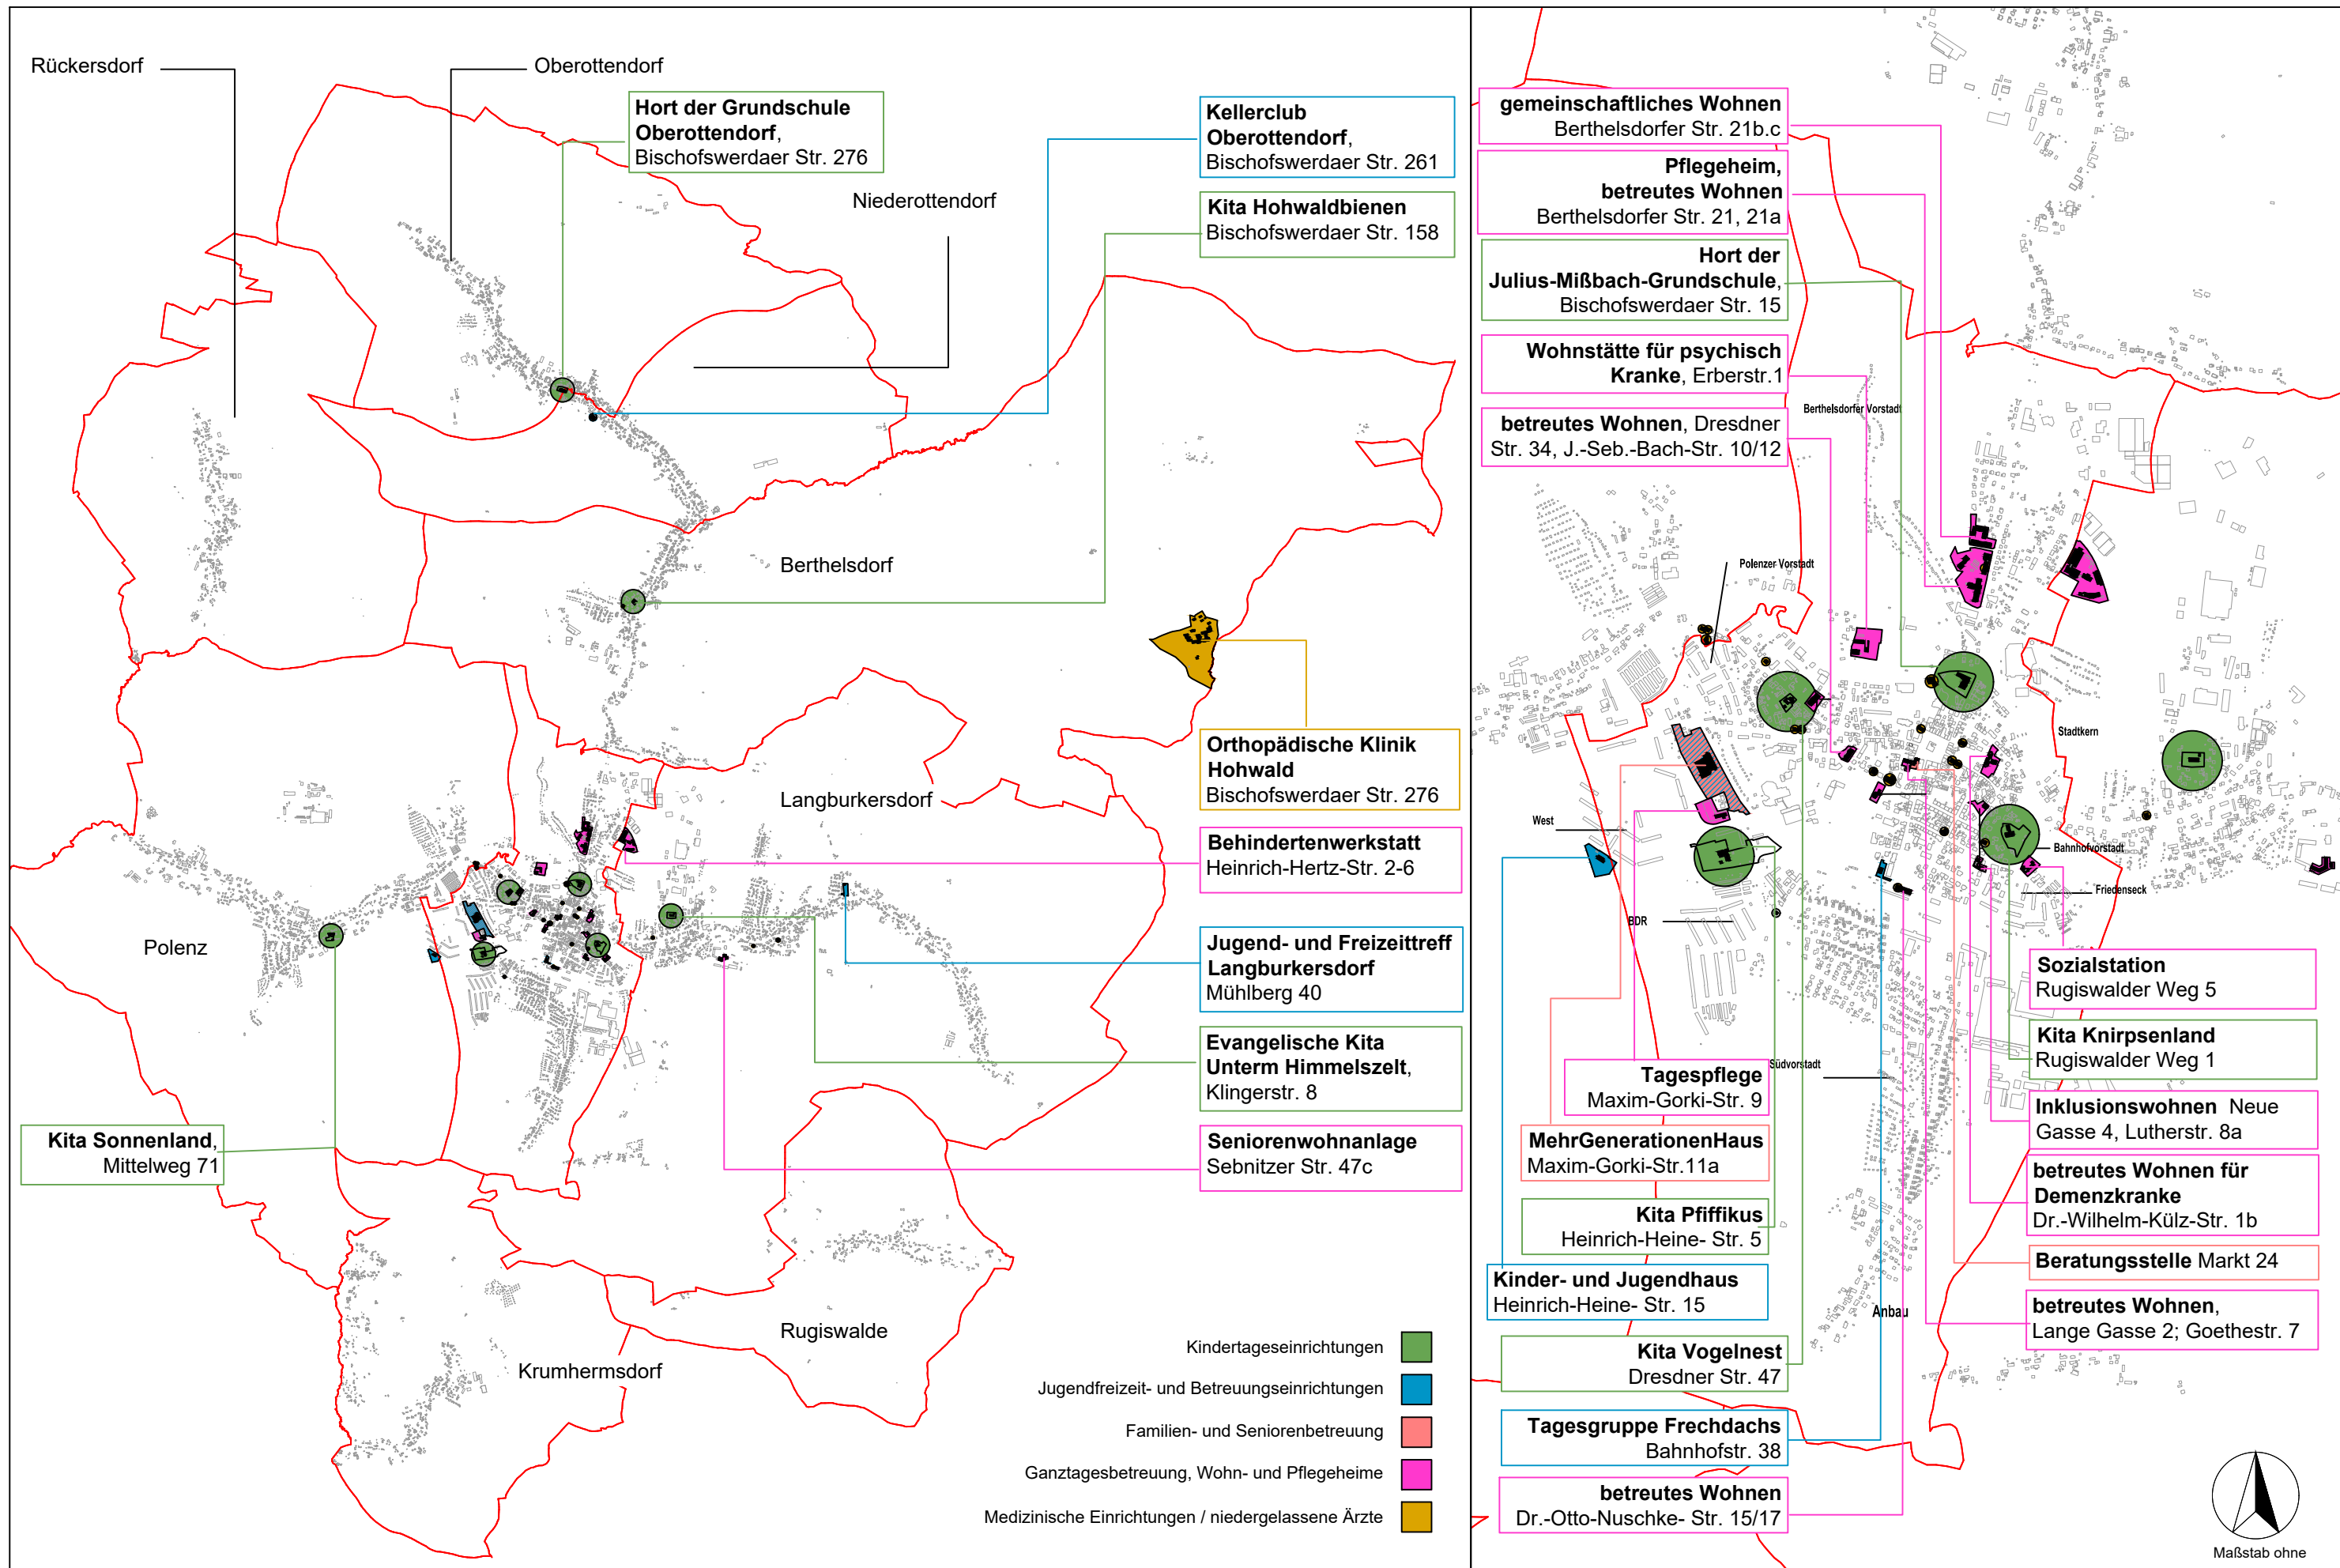 Rückersdorf
Oberottendorf
Hort der Grundschule
Oberottendorf,
Bischofswerdaer Str. 276
Niederottendorf
Kellerclub
Oberottendorf,
Bischofswerdaer Str. 261
Kita Hohwaldbienen
Bischofswerdaer Str. 158
Berthelsdorf
Orthopädische Klinik
Hohwald
Bischofswerdaer Str. 276
Langburkersdorf
Behindertenwerkstatt
Heinrich-Hertz-Str. 2-6
Polenz
Jugend- und Freizeittreff
Langburkersdorf
Mühlberg 40
Evangelische Kita
Unterm Himmelszelt,
Klingerstr. 8
Kita Sonnenland,
Mittelweg 71
Seniorenwohnanlage
Sebnitzer Str. 47c
Rugiswalde
Krumhermsdorf
Kindertageseinrichtungen
Jugendfreizeit- und Betreuungseinrichtungen
Familien- und Seniorenbetreuung
Ganztagesbetreuung, Wohn- und Pflegeheime
Medizinische Einrichtungen / niedergelassene Ärzte
gemeinschaftliches Wohnen
Berthelsdorfer Str. 21b.c
Pflegeheim,
betreutes Wohnen
Berthelsdorfer Str. 21, 21a
Hort der
Julius-Mißbach-Grundschule,
Bischofswerdaer Str. 15
Wohnstätte für psychisch
Kranke, Erberstr.1
betreutes Wohnen, Dresdner
Str. 34, J.-Seb.-Bach-Str. 10/12
Berthelsdorfer Vorstadt
Polenzer Vorstadt
Stadtkern
West
Bahnhofvorstadt
Friedenseck
BDR
Südvorstadt
Anbau
Sozialstation
Rugiswalder Weg 5
Kita Knirpsenland
Rugiswalder Weg 1
Inklusionswohnen Neue
Gasse 4, Lutherstr. 8a
betreutes Wohnen für
Demenzkranke
Dr.-Wilhelm-Külz-Str. 1b
Beratungsstelle Markt 24
betreutes Wohnen,
Lange Gasse 2; Goethestr. 7
Tagespflege
Maxim-Gorki-Str. 9
MehrGenerationenHaus
Maxim-Gorki-Str.11a
Kita Pfiffikus
Heinrich-Heine- Str. 5
Kinder- und Jugendhaus
Heinrich-Heine- Str. 15
Kita Vogelnest
Dresdner Str. 47
Tagesgruppe Frechdachs
Bahnhofstr. 38
betreutes Wohnen
Dr.-Otto-Nuschke- Str. 15/17
Maßstab ohne